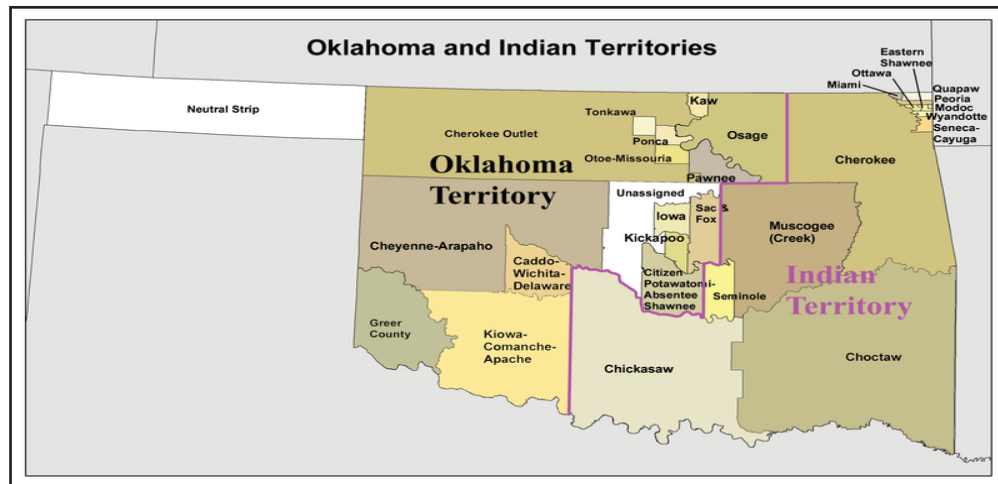 Oklahoma and Indian Territories
Eastern
Shawnee
Ottawa
Miami
Quapaw
Peoria
Modoc
Wyandotte
Seneca-
Cayuga
Neutral Strip
Kaw
Tonkawa
Cherokee Outlet
Ponca
Osage
Otoe-Missouria
Cherokee
Oklahoma
Territory
Pawnee
Unassigned
Iowa
Sac &
Fox
Kickapoo
Muscogee
(Creek)
Cheyenne-Arapaho
Caddo-
Wichita-
Delaware
Citizen
Potawatomi-
Absentee
Shawnee
Seminole
Indian
Territory
Greer
County
Kiowa-
Comanche-
Apache
Chickasaw
Choctaw